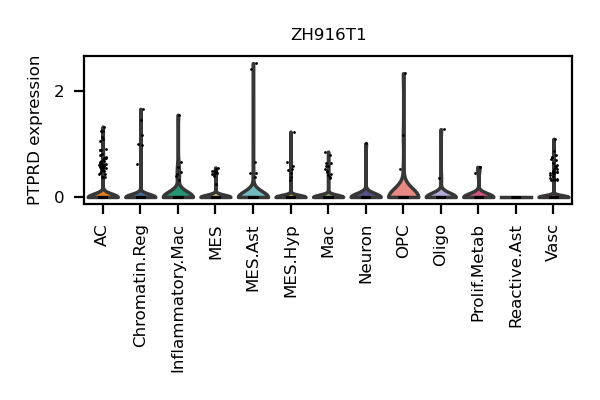 ZH916T1
PTPRD expression
2
0
AC
Chromatin.Reg
Inflammatory.Mac
MES
MES.Ast
MES.Hyp
Mac
Neuron
OPC
Oligo
Prolif.Metab
Reactive.Ast
Vasc